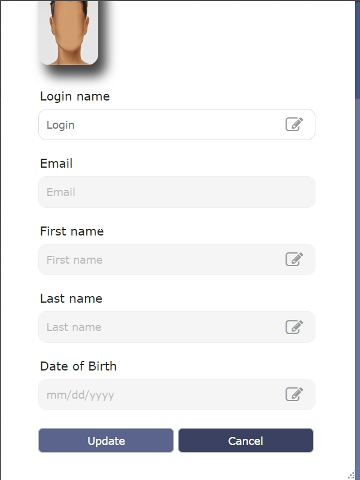 Login name
Login
Email
Email
First name
First name
Last name
Last name
Date of Birth
mm/dd/yyyy
Update Cancel